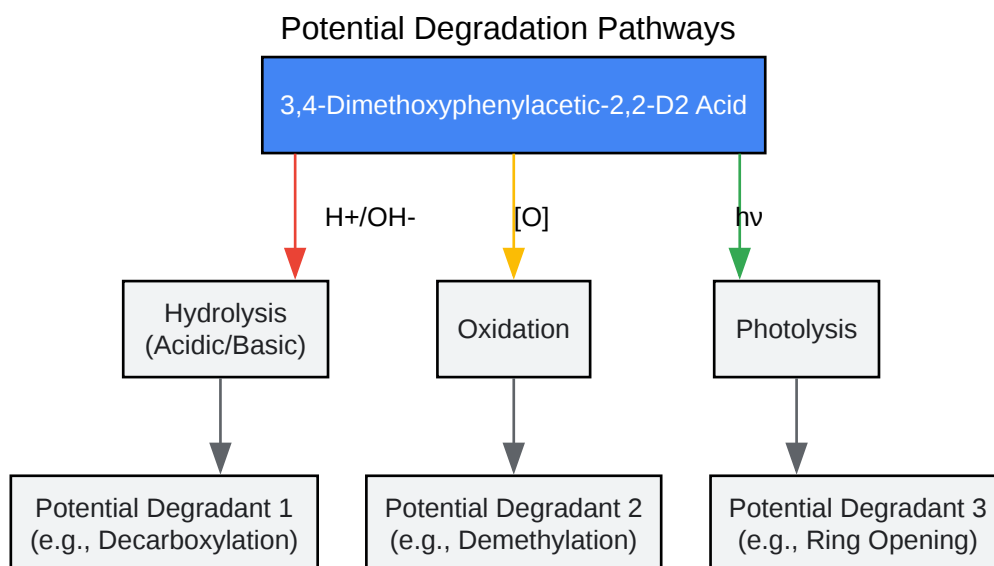 Potential Degradation Pathways
3,4-Dimethoxyphenylacetic-2,2-D2 Acid
H+/OH-
[O]
hν
Hydrolysis
(Acidic/Basic)
Oxidation
Photolysis
Potential Degradant 1
(e.g., Decarboxylation)
Potential Degradant 2
(e.g., Demethylation)
Potential Degradant 3
(e.g., Ring Opening)